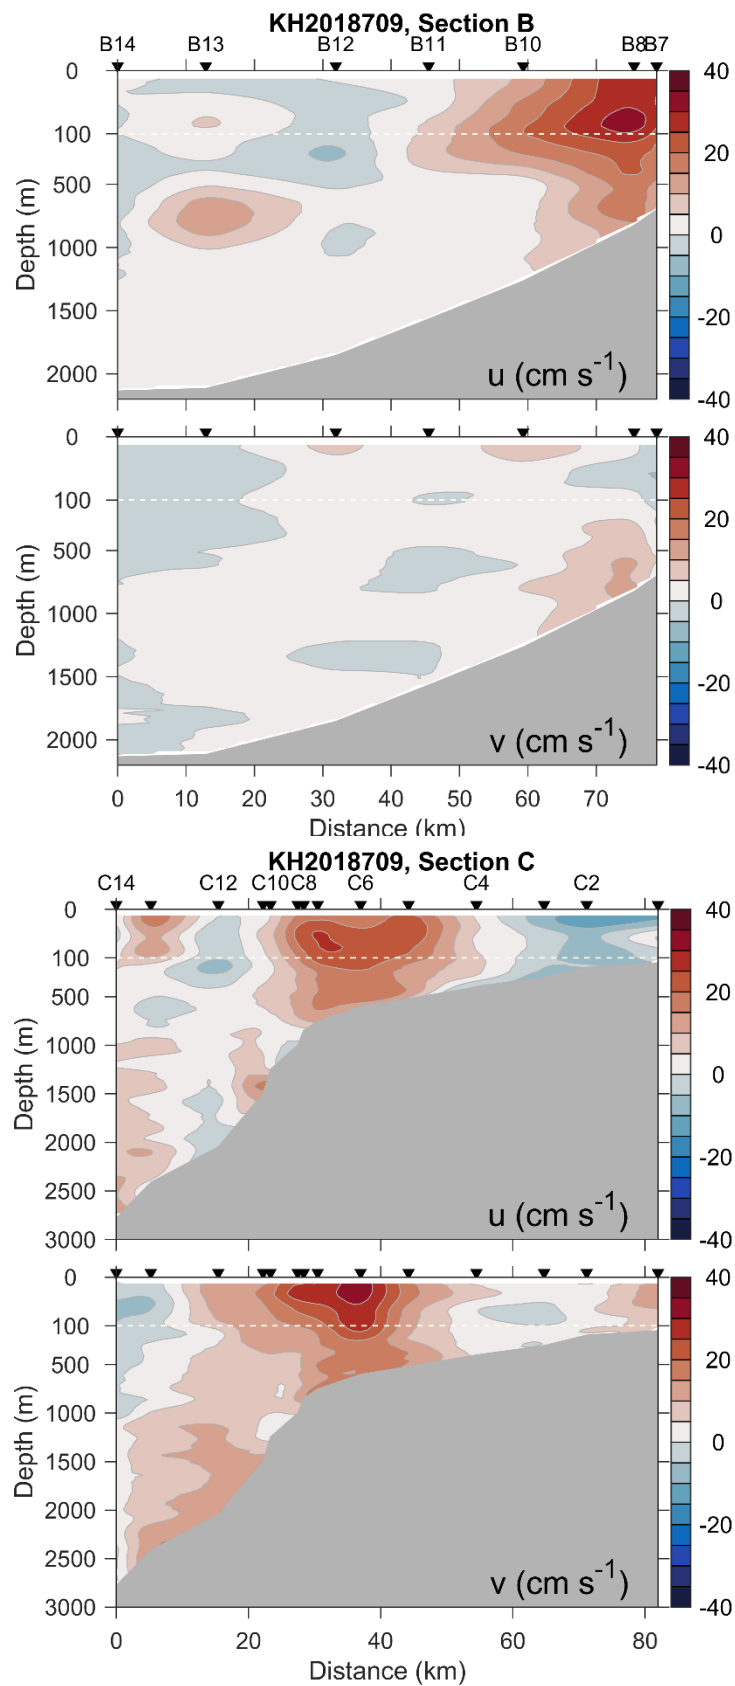 KH2018709, Section B
B14 B13 B12 B11 B10 B8 B7
0 100 500 1000 1500 2000
Depth (m)
u (cm s-1)
40 20 0 -20 -40
0 100 500 1000 1500 2000
Depth (m)
v (cm s-1)
40 20 0 -20 -40
0 10 20 30 40 50 60 70
Distance (km)
KH2018709, Section C
C14 C12 C10 C8 C6 C4 C2
0 100 500 1000 1500 2000 2500 3000
Depth (m)
u (cm s-1)
40 20 0 -20 -40
0 100 500 1000 1500 2000 2500 3000
Depth (m)
v (cm s-1)
40 20 0 -20 -40
0 20 40 60 80
Distance (km)